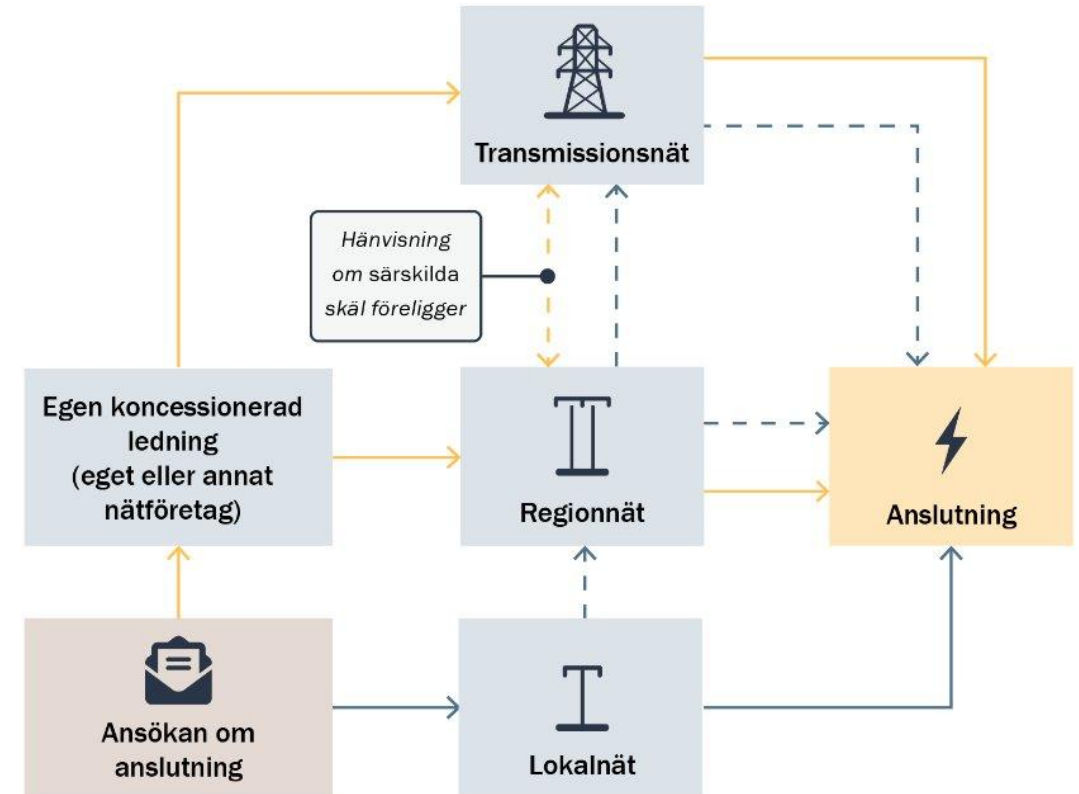 Transmissionsnät
Hänvisning
om särskilda
skäl föreligger
Egen koncessionerad
ledning
(eget eller annat
nätföretag)
Regionnät
Anslutning
Ansökan om
anslutning
Lokalnät